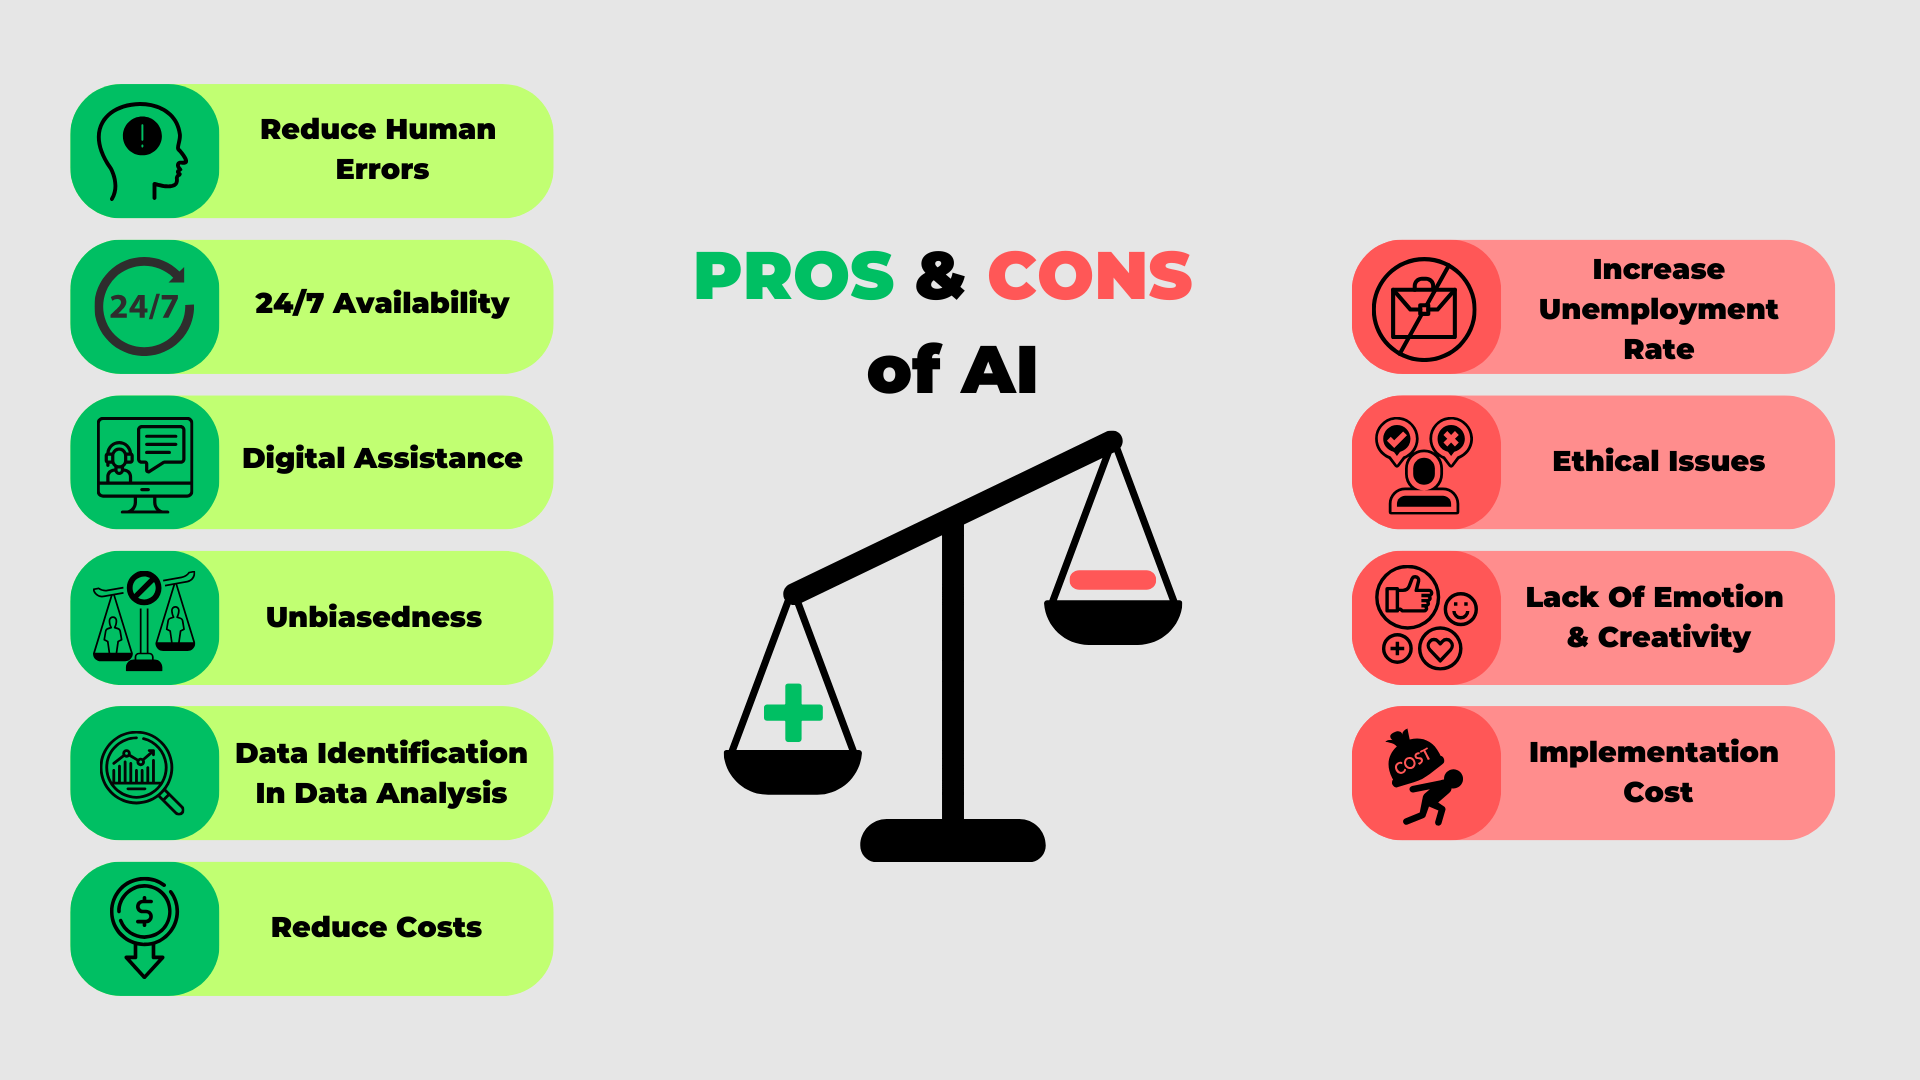 Reduce Human
Errors
24/7
24/7 Availability
Digital Assistance
Unbiasedness
Data Identification
In Data Analysis
$
Reduce Costs
PROS & CONS
of AI
Increase
Unemployment
Rate
Ethical Issues
Lack Of Emotion
& Creativity
COST
Implementation
Cost